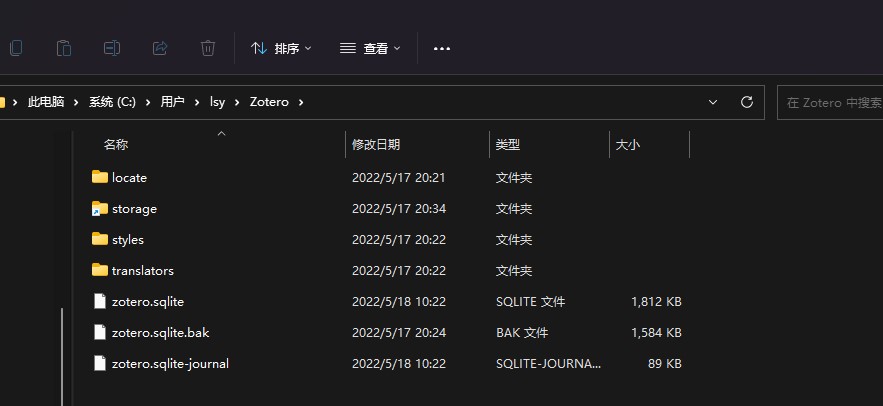 排序 查看
此电脑 系统 (C:) 用户 lsy Zotero 在 Zotero 中搜索
名称 修改日期 类型 大小
locate 2022/5/17 20:21 文件夹
storage 2022/5/17 20:34 文件夹
styles 2022/5/17 20:22 文件夹
translators 2022/5/17 20:22 文件夹
zotero.sqlite 2022/5/18 10:22 SQLITE 文件 1,812 KB
zotero.sqlite.bak 2022/5/17 20:24 BAK 文件 1,584 KB
zotero.sqlite-journal 2022/5/18 10:22 SQLITE-JOURNA... 89 KB